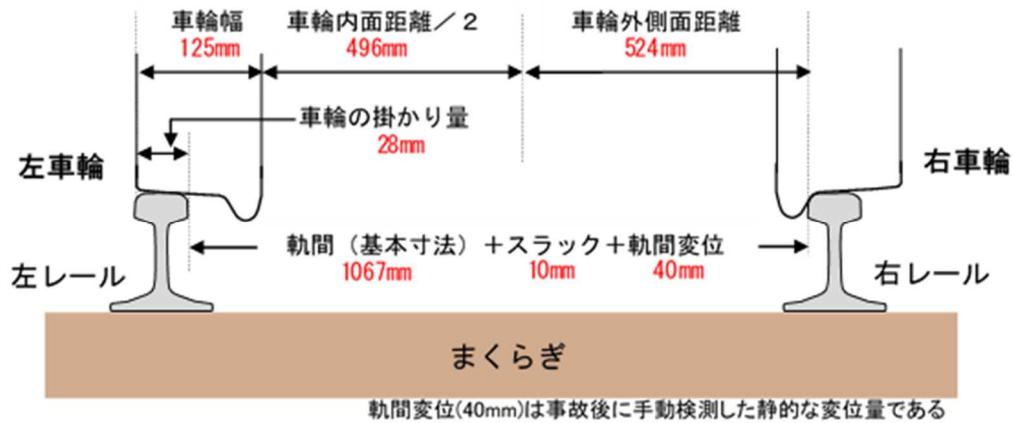 車輪幅 車輪内面距離／2 車輪外側面距離
125mm 496mm 524mm
車輪の掛かり量
28mm
左車輪 右車輪
軌間（基本寸法）＋スラック＋軌間変位
1067mm 10mm 40mm
左レール 右レール
まくらぎ
軌間変位(40mm)は事故後に手動検測した静的な変位量である